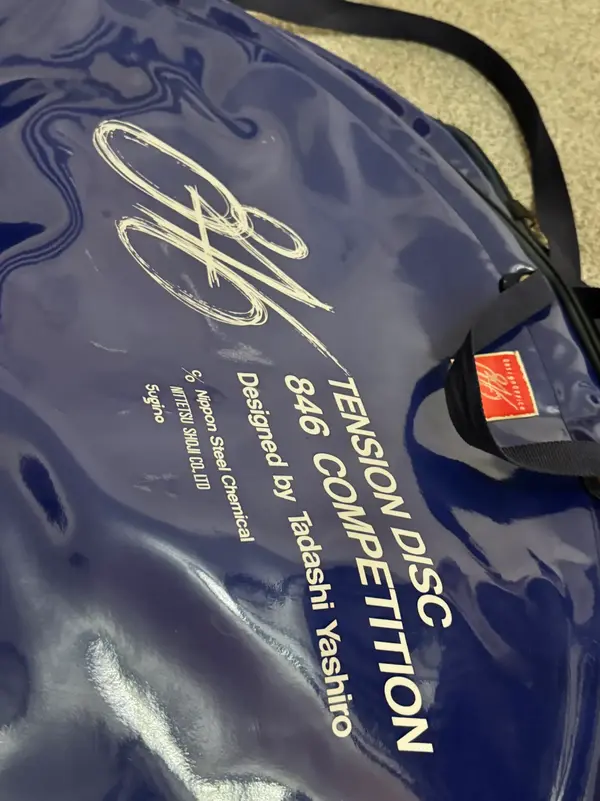 TENSION DISC
846 COMPETITION
Designed by Tadashi Yashiro
℅ Nippon Steel Chemical
NITTETSU SHOJI CO.,LTD
Sugino